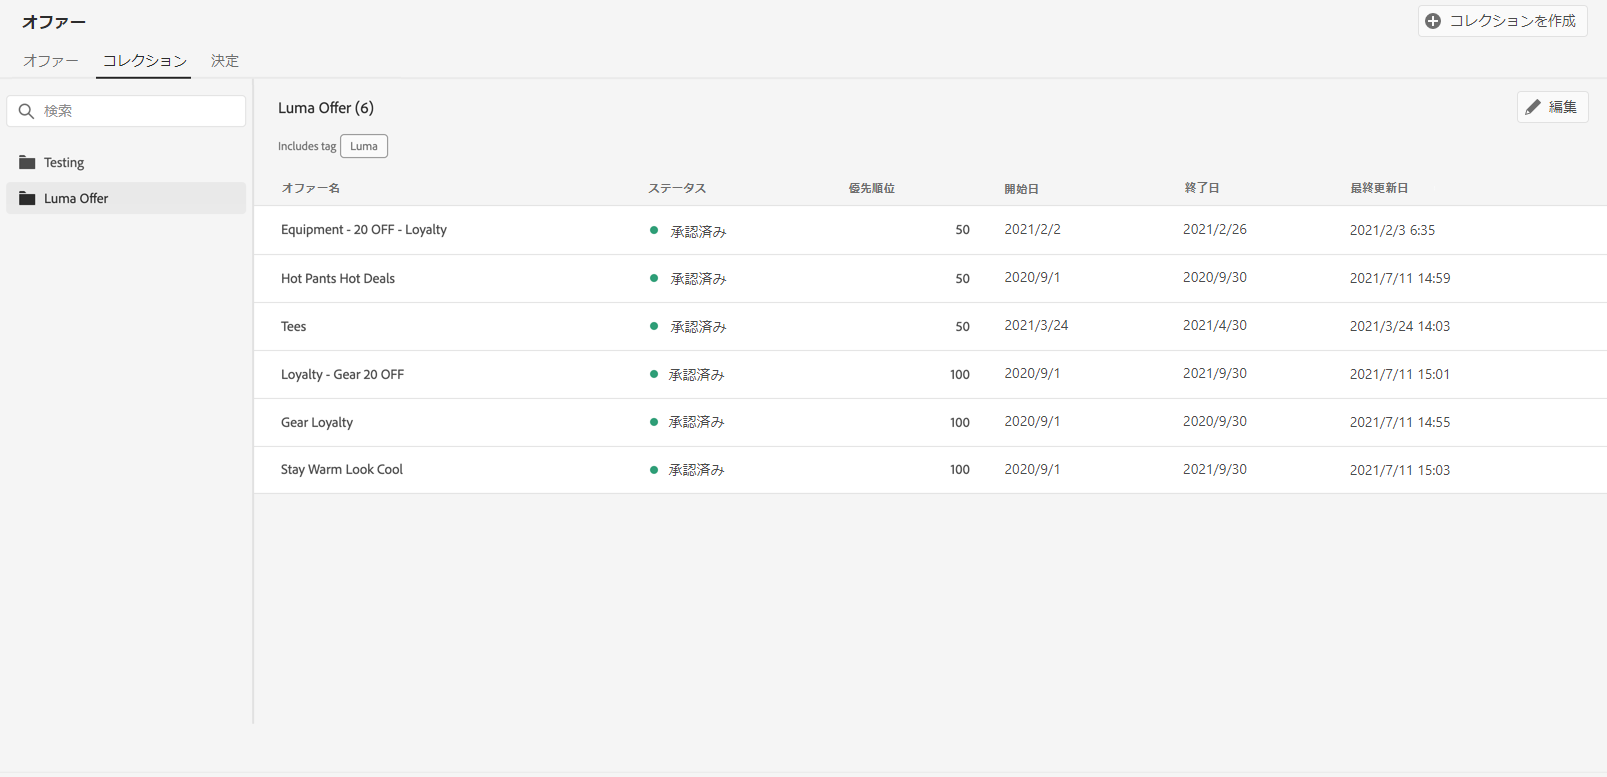 オファー
コレクションを作成
オファー コレクション 決定
検索
Testing
Luma Offer
Luma Offer (6)
編集
Includes tag Luma
オファー名 ステータス 優先順位 開始日 終了日 最終更新日
Equipment - 20 OFF - Loyalty 承認済み 50 2021/2/2 2021/2/26 2021/2/3 6:35
Hot Pants Hot Deals 承認済み 50 2020/9/1 2020/9/30 2021/7/11 14:59
Tees 承認済み 50 2021/3/24 2021/4/30 2021/3/24 14:03
Loyalty - Gear 20 OFF 承認済み 100 2020/9/1 2021/9/30 2021/7/11 15:01
Gear Loyalty 承認済み 100 2020/9/1 2020/9/30 2021/7/11 14:55
Stay Warm Look Cool 承認済み 100 2020/9/1 2021/9/30 2021/7/11 15:03